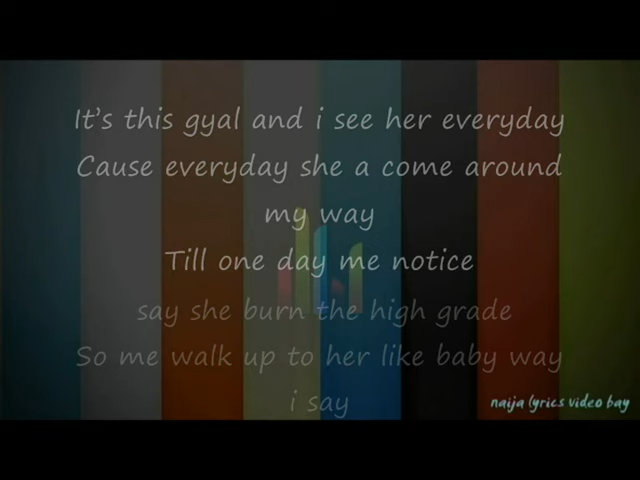 It's this gyal and i see her everyday
Cause everyday she a come around
my way
Till one day me notice
say she burn the high grade
So me walk up to her like baby way
i say
naija lyrics video bay